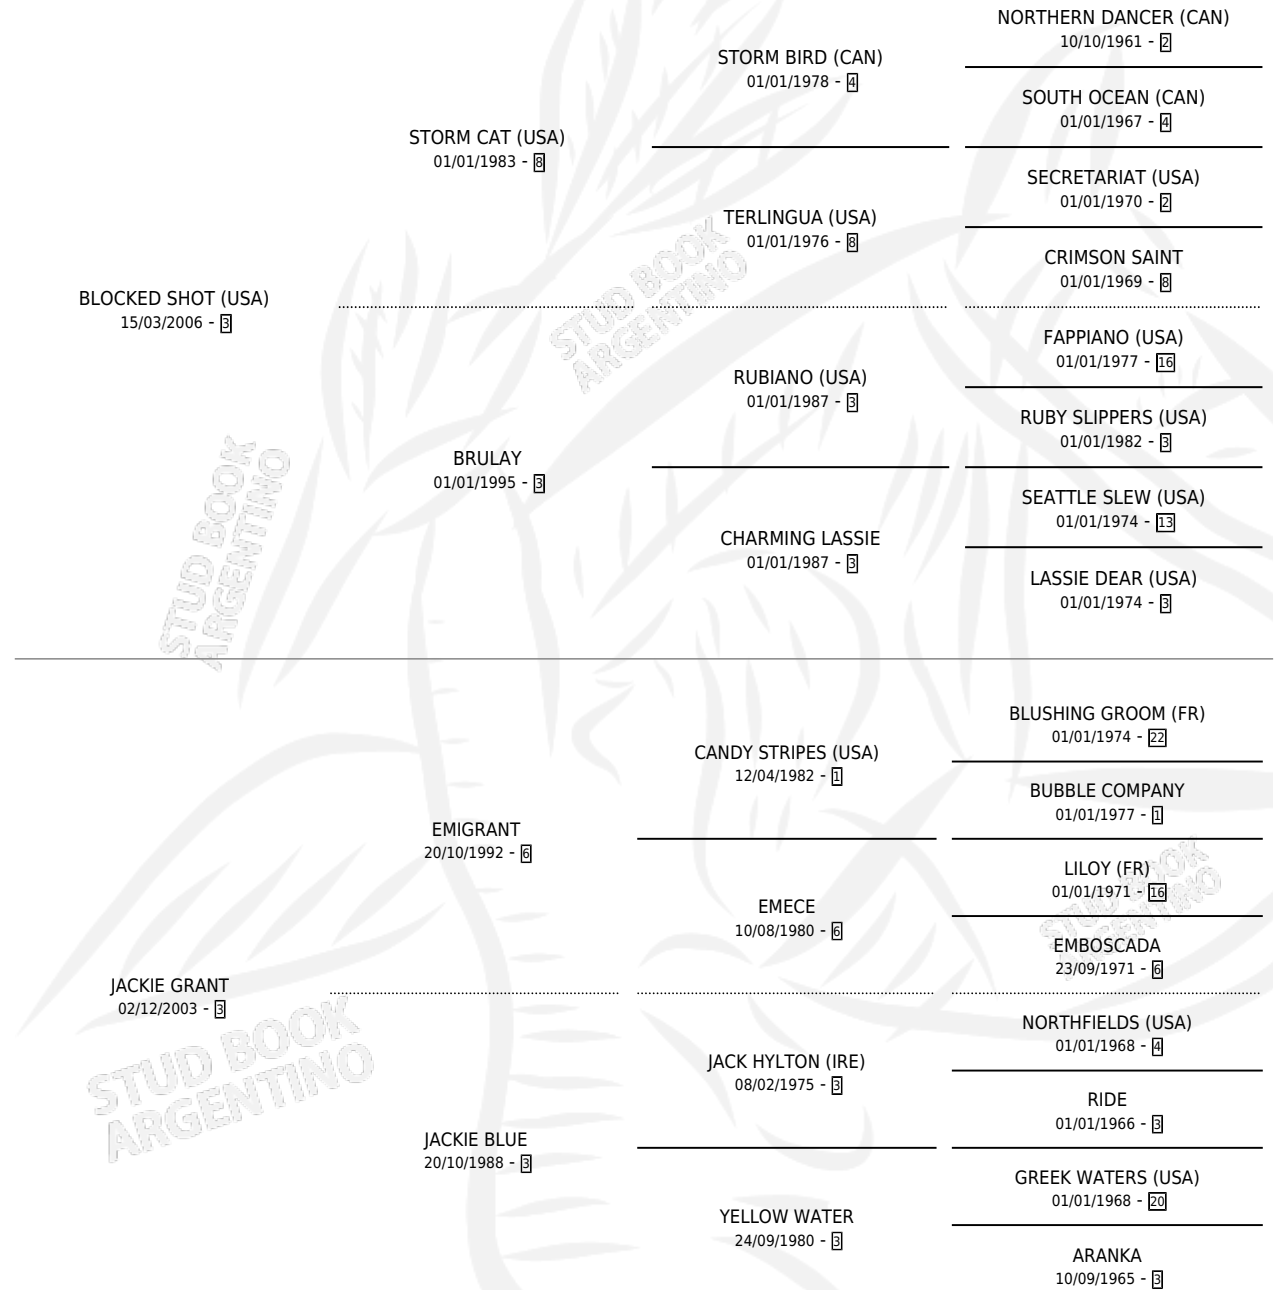 NORTHERN DANCER (CAN)
10/10/1961 - 2
STORM BIRD (CAN)
01/01/1978 - 4
SOUTH OCEAN (CAN)
01/01/1967 - 4
STORM CAT (USA)
01/01/1983 - 8
SECRETARIAT (USA)
01/01/1970 - 2
TERLINGUA (USA)
01/01/1976 - 8
CRIMSON SAINT
01/01/1969 - 8
BLOCKED SHOT (USA)
15/03/2006 - 3
FAPPIANO (USA)
01/01/1977 - 16
RUBIANO (USA)
01/01/1987 - 3
RUBY SLIPPERS (USA)
01/01/1982 - 3
BRULAY
01/01/1995 - 3
SEATTLE SLEW (USA)
01/01/1974 - 13
CHARMING LASSIE
01/01/1987 - 3
LASSIE DEAR (USA)
01/01/1974 - 3
BLUSHING GROOM (FR)
01/01/1974 - 22
CANDY STRIPES (USA)
12/04/1982 - 1
BUBBLE COMPANY
01/01/1977 - 1
EMIGRANT
20/10/1992 - 6
LILOY (FR)
01/01/1971 - 16
EMECE
10/08/1980 - 6
EMBOSCADA
23/09/1971 - 6
JACKIE GRANT
02/12/2003 - 3
NORTHFIELDS (USA)
01/01/1968 - 4
JACK HYLTON (IRE)
08/02/1975 - 3
RIDE
01/01/1966 - 3
JACKIE BLUE
20/10/1988 - 3
GREEK WATERS (USA)
01/01/1968 - 20
YELLOW WATER
24/09/1980 - 3
ARANKA
10/09/1965 - 3
STUD BOOK
ARGENTINO
STUD BOOK
ARGENTINO
STUD BOOK
ARGENTINO
STUD BOOK
ARGENTINO